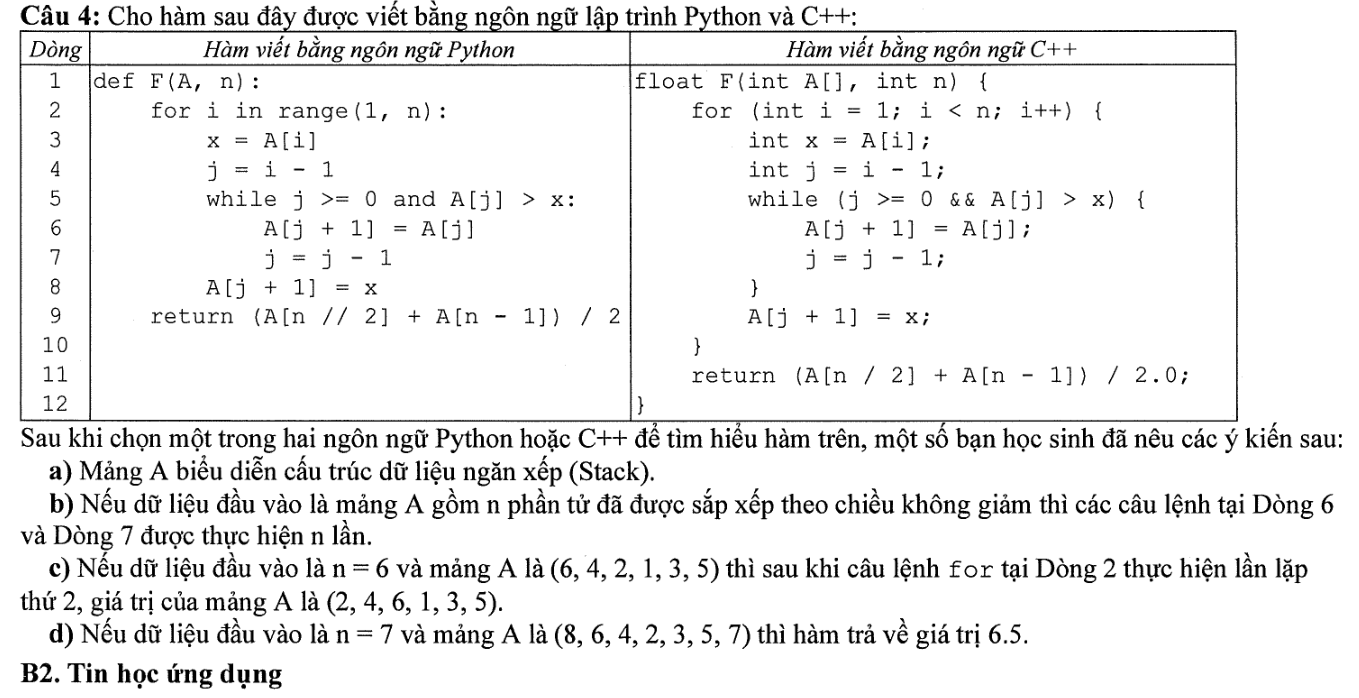 Câu 4: Cho hàm sau đây được viết bằng ngôn ngữ lập trình Python và C++:
Dòng Hàm viết bằng ngôn ngữ Python Hàm viết bằng ngôn ngữ C++
1 def F(A, n): float F(int A[], int n) {
2 for i in range(1, n): for (int i = 1; i < n; i++) {
3 x = A[i] int x = A[i];
4 j = i - 1 int j = i - 1;
5 while j >= 0 and A[j] > x: while (j >= 0 && A[j] > x) {
6 A[j + 1] = A[j] A[j + 1] = A[j];
7 j = j - 1 j = j - 1;
8 A[j + 1] = x }
9 return (A[n // 2] + A[n - 1]) / 2 A[j + 1] = x;
10 }
11 return (A[n / 2] + A[n - 1]) / 2.0;
12 }
Sau khi chọn một trong hai ngôn ngữ Python hoặc C++ để tìm hiểu hàm trên, một số bạn học sinh đã nêu các ý kiến sau:
a) Mảng A biểu diễn cấu trúc dữ liệu ngăn xếp (Stack).
b) Nếu dữ liệu đầu vào là mảng A gồm n phần tử đã được sắp xếp theo chiều không giảm thì các câu lệnh tại Dòng 6
và Dòng 7 được thực hiện n lần.
c) Nếu dữ liệu đầu vào là n = 6 và mảng A là (6, 4, 2, 1, 3, 5) thì sau khi câu lệnh for tại Dòng 2 thực hiện lần lặp
thứ 2, giá trị của mảng A là (2, 4, 6, 1, 3, 5).
d) Nếu dữ liệu đầu vào là n = 7 và mảng A là (8, 6, 4, 2, 3, 5, 7) thì hàm trả về giá trị 6.5.
B2. Tin học ứng dụng